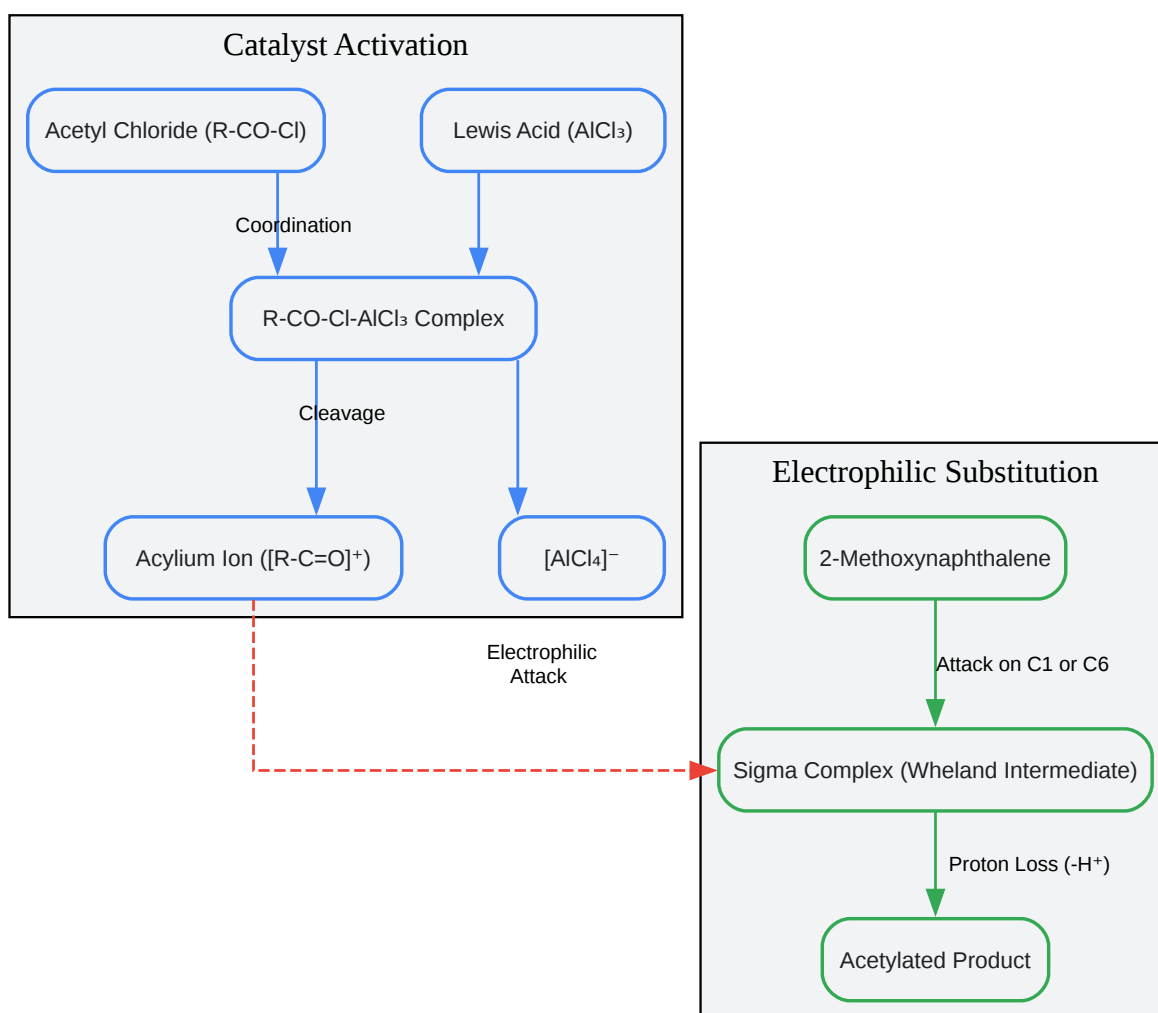 Catalyst Activation
Acetyl Chloride (R-CO-Cl)
Lewis Acid (AlCl₃)
Coordination
R-CO-Cl-AlCl₃ Complex
Cleavage
Acylium Ion ([R-C=O]⁺)
[AlCl₄]⁻
Electrophilic
Attack
Electrophilic Substitution
2-Methoxynaphthalene
Attack on C1 or C6
Sigma Complex (Wheland Intermediate)
Proton Loss (-H⁺)
Acetylated Product